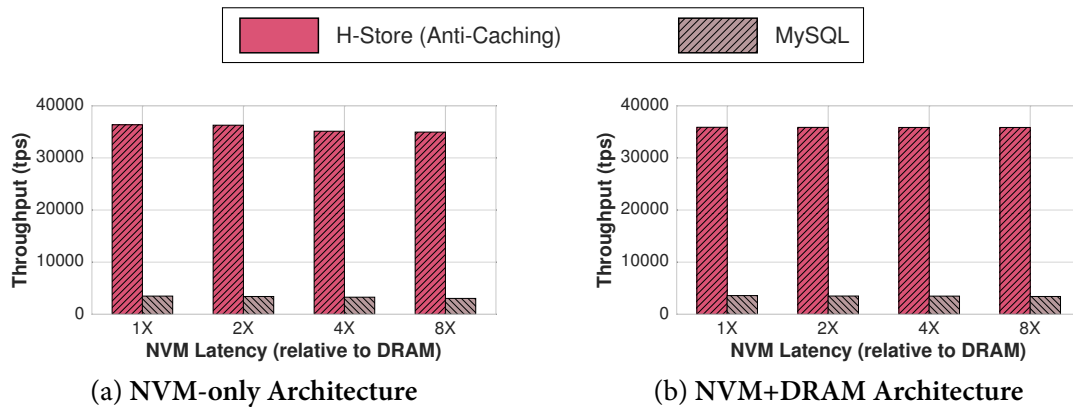 H-Store (Anti-Caching) MySQL
Throughput (tps)
40000
30000
20000
10000
0
1X 2X 4X 8X
NVM Latency (relative to DRAM)
(a) NVM-only Architecture
Throughput (tps)
40000
30000
20000
10000
0
1X 2X 4X 8X
NVM Latency (relative to DRAM)
(b) NVM+DRAM Architecture